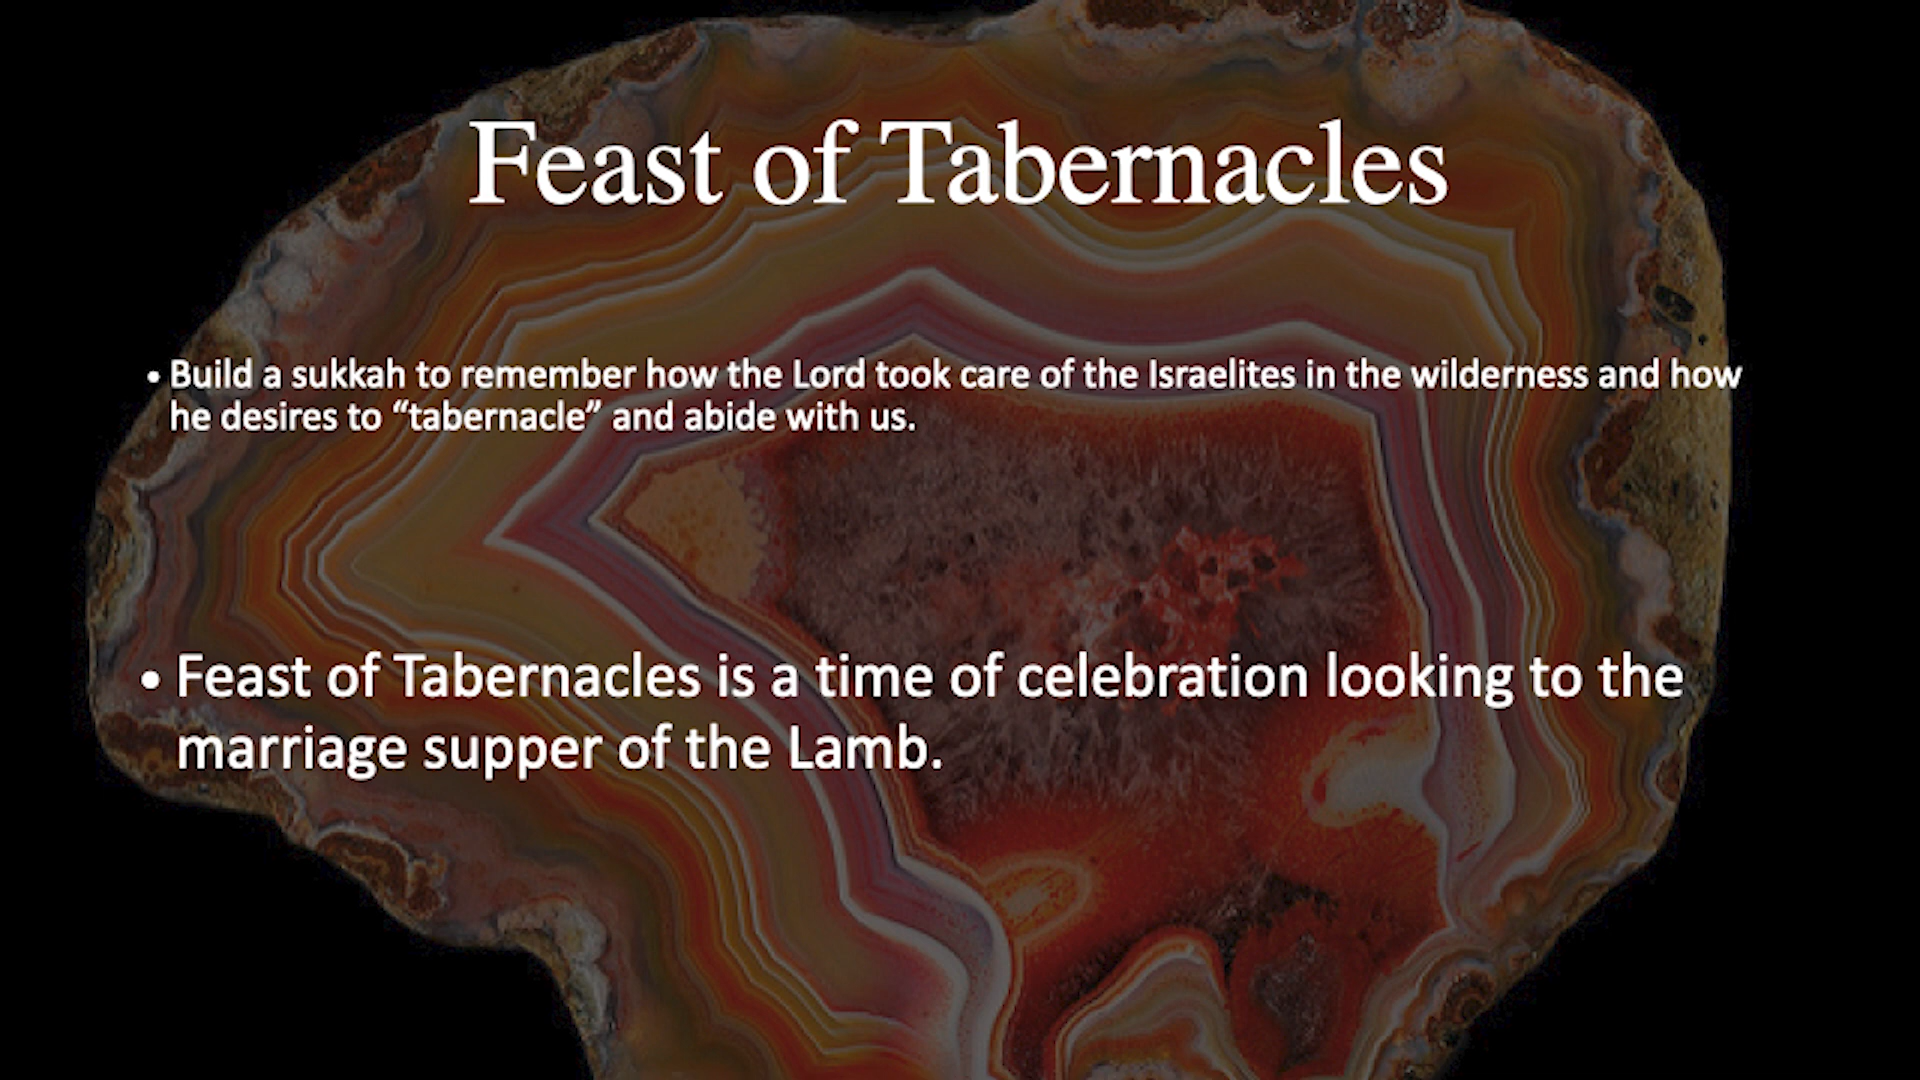 Feast of Tabernacles
• Build a sukkah to remember how the Lord took care of the Israelites in the wilderness and how
he desires to “tabernacle” and abide with us.
• Feast of Tabernacles is a time of celebration looking to the
marriage supper of the Lamb.